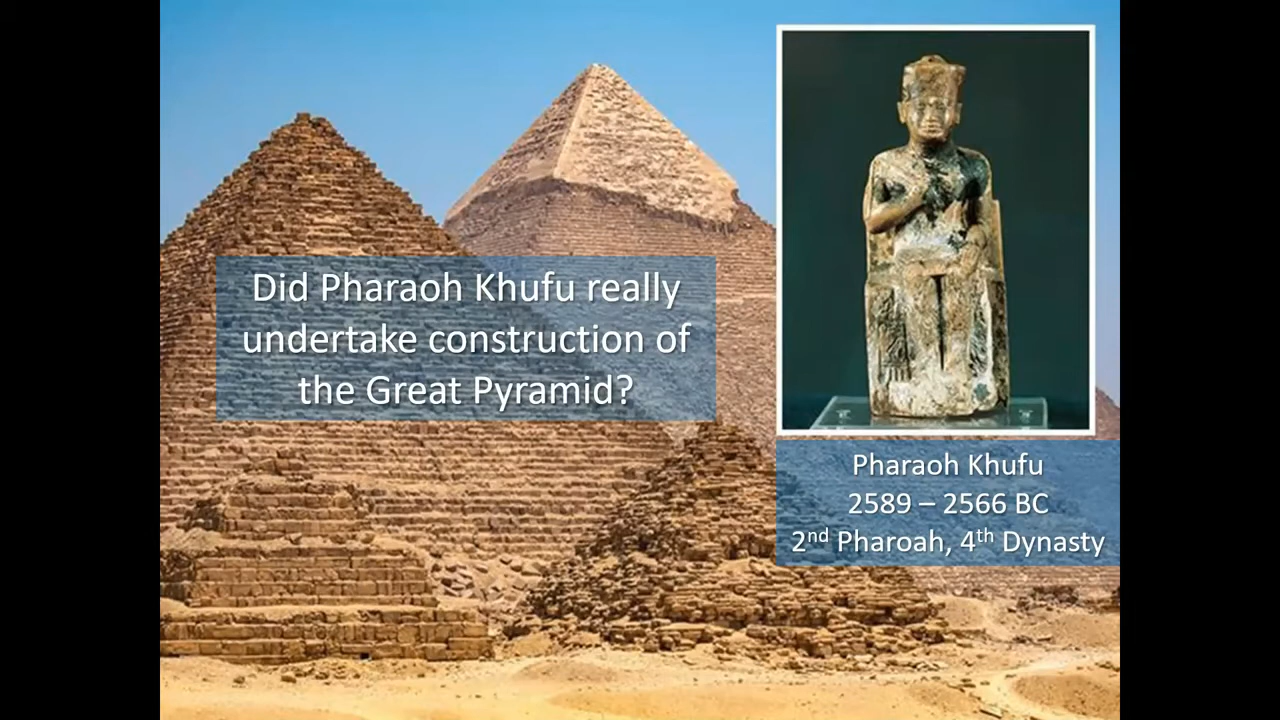 Did Pharaoh Khufu really
undertake construction of
the Great Pyramid?
Pharaoh Khufu
2589 – 2566 BC
2nd Pharoah, 4th Dynasty